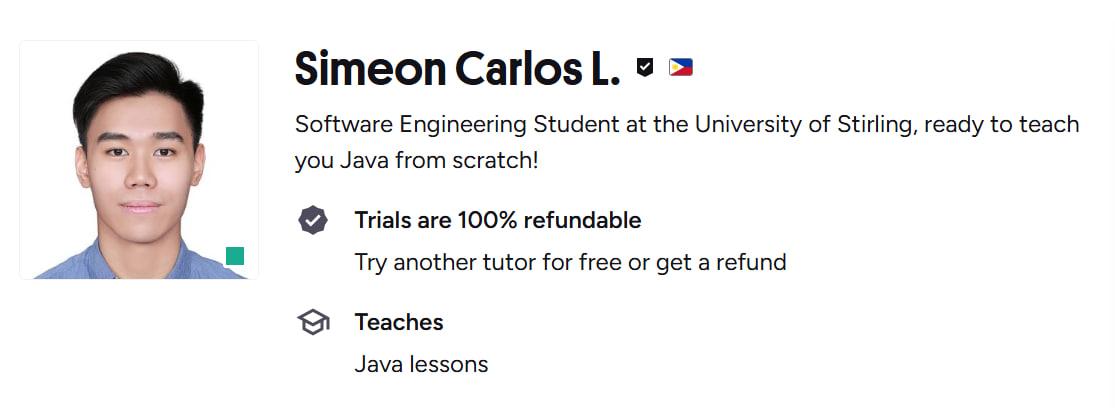 Simeon Carlos L.
Software Engineering Student at the University of Stirling, ready to teach
you Java from scratch!
Trials are 100% refundable
Try another tutor for free or get a refund
Teaches
Java lessons